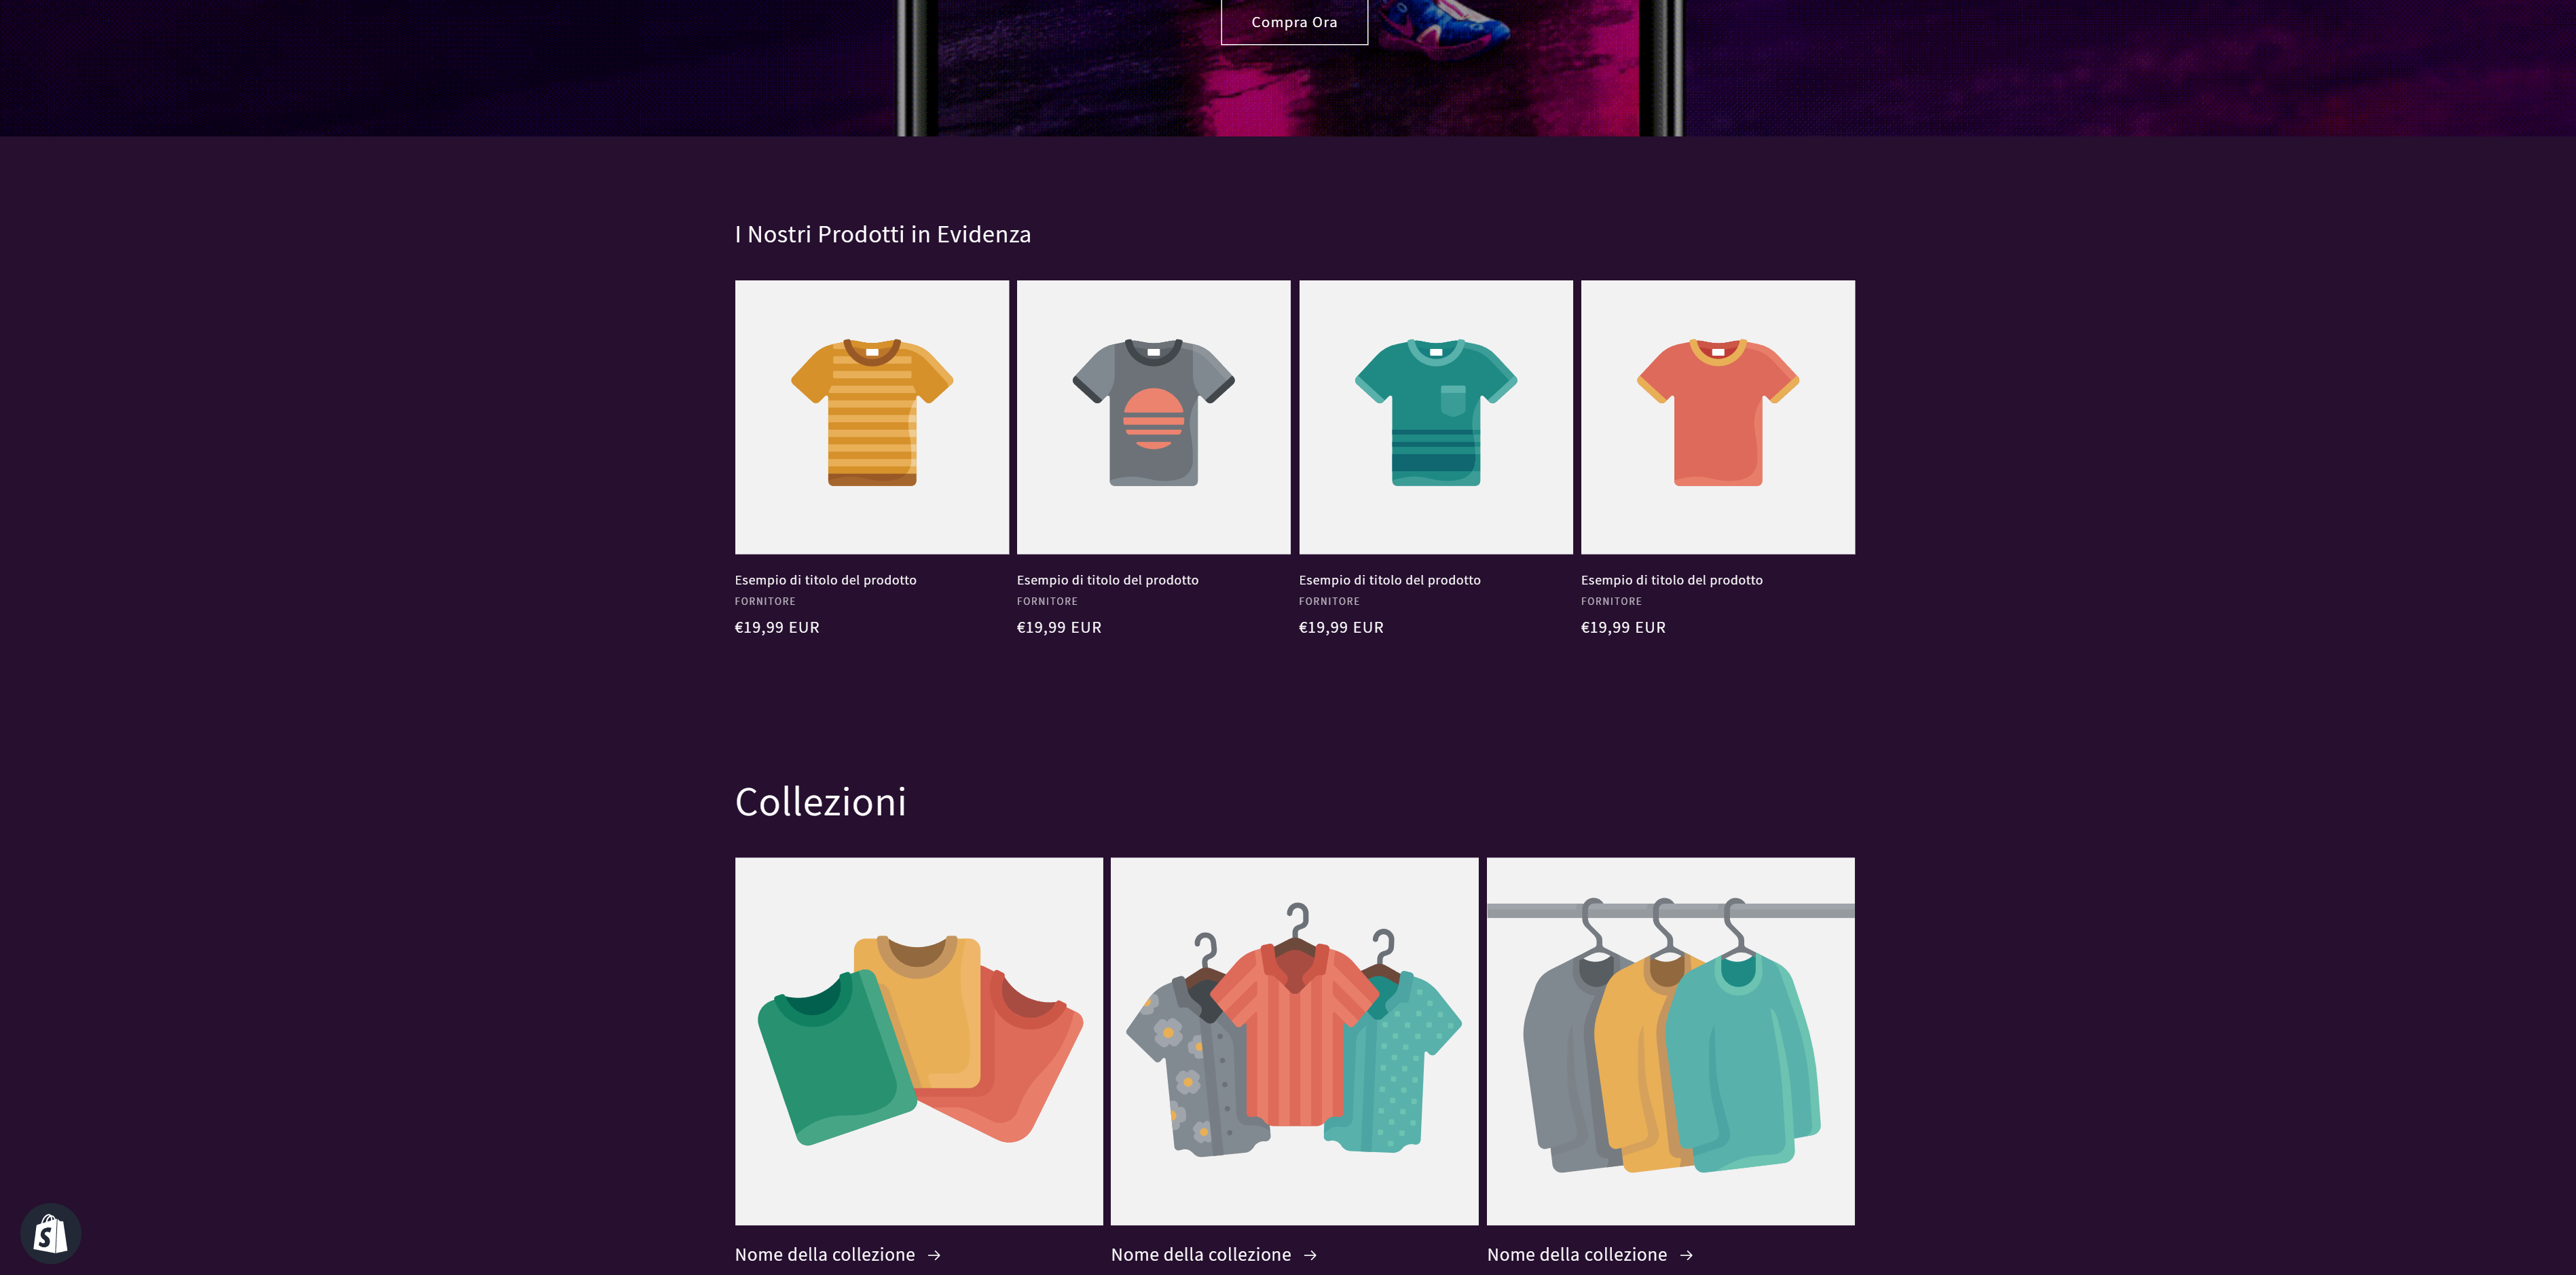 Compra Ora
I Nostri Prodotti in Evidenza
Esempio di titolo del prodotto
FORNITORE
€19,99 EUR
Esempio di titolo del prodotto
FORNITORE
€19,99 EUR
Esempio di titolo del prodotto
FORNITORE
€19,99 EUR
Esempio di titolo del prodotto
FORNITORE
€19,99 EUR
Collezioni
Nome della collezione →
Nome della collezione →
Nome della collezione →